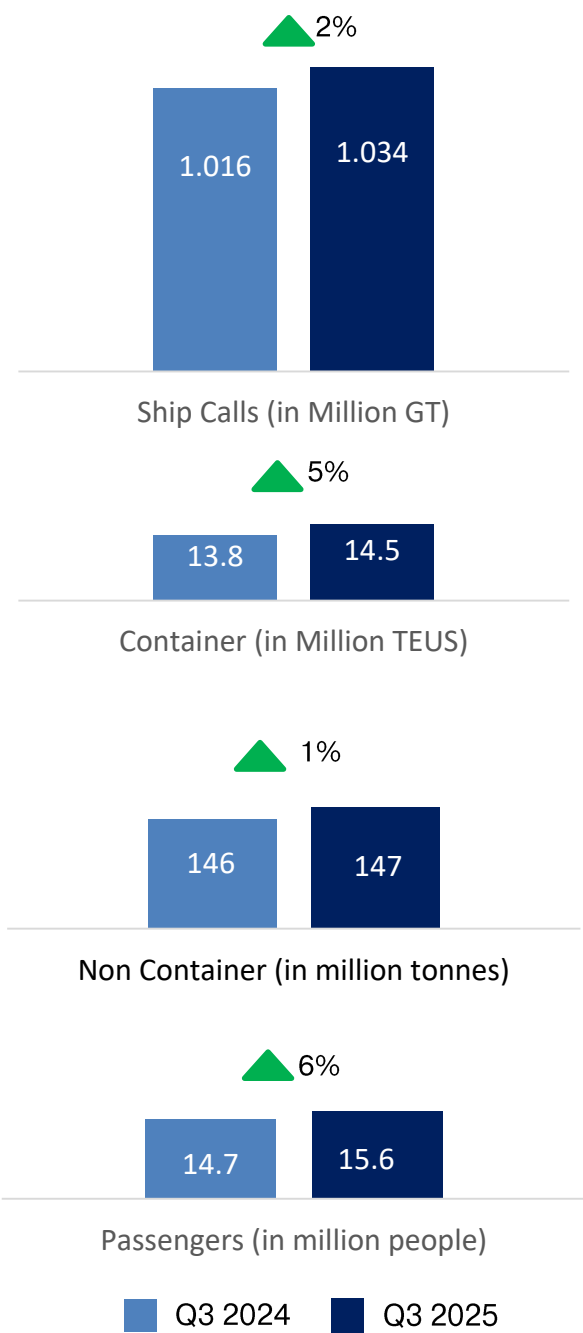 2%
1.016
1.034
Ship Calls (in Million GT)
5%
13.8
14.5
Container (in Million TEUS)
1%
146
147
Non Container (in million tonnes)
6%
14.7
15.6
Passengers (in million people)
Q3 2024
Q3 2025